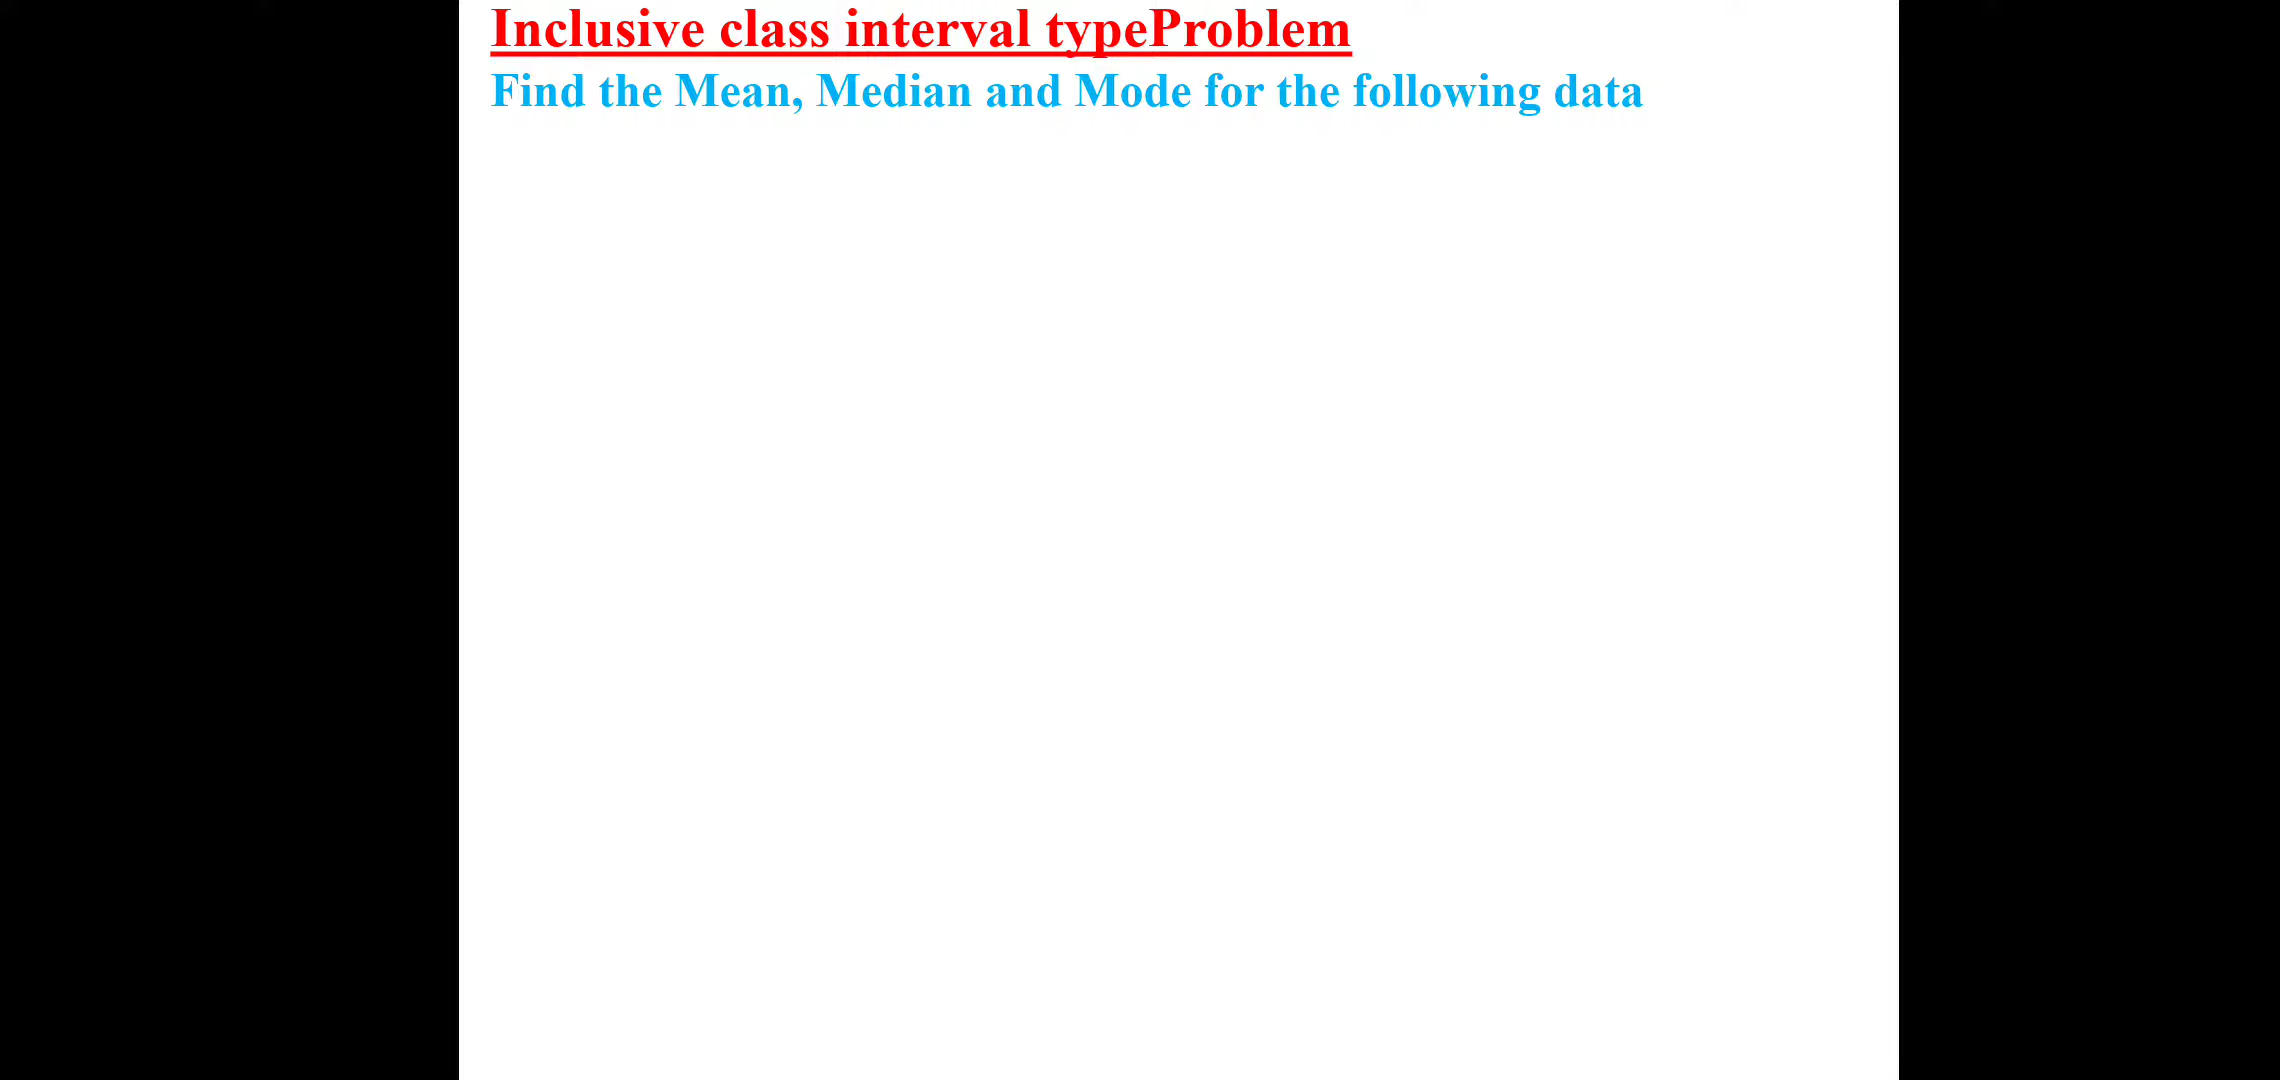 Inclusive class interval typeProblem
Find the Mean, Median and Mode for the following data